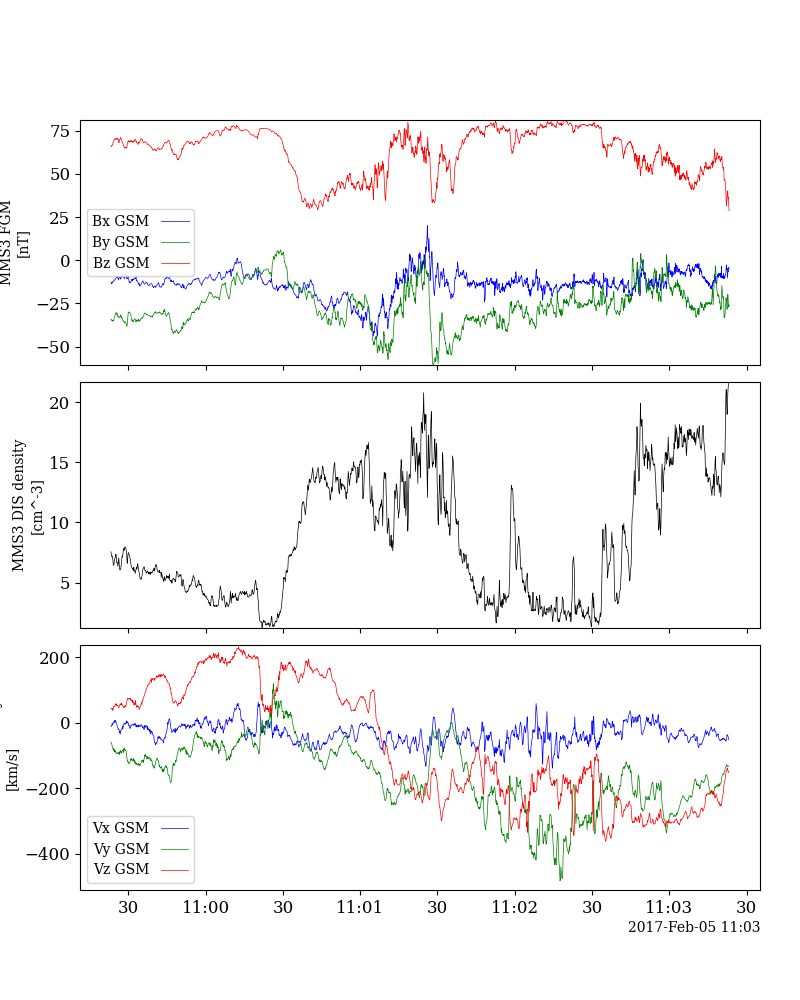 75
50
25
0
−25
−50
MMS3 FGM
[nT]
Bx GSM
By GSM
Bz GSM
20
15
10
5
MMS3 DIS density
[cm^-3]
200
0
−200
−400
[km/s]
Vx GSM
Vy GSM
Vz GSM
30 11:00 30 11:01 30 11:02 30 11:03 30
2017-Feb-05 11:03